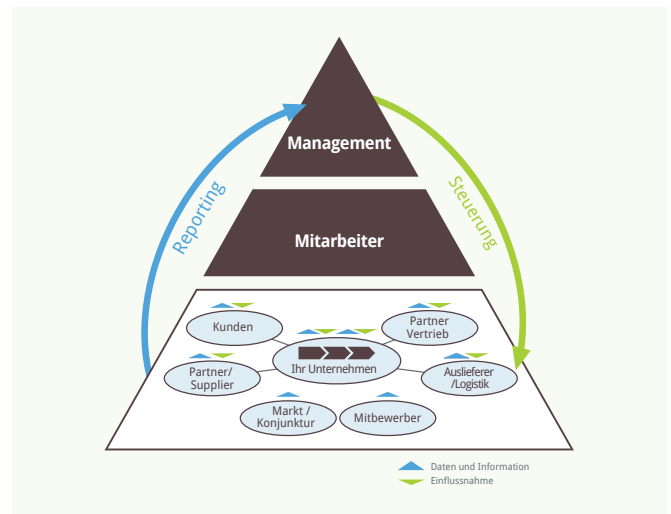 Management
Reporting
Steuerung
Mitarbeiter
Kunden
Partner
Vertrieb
Ihr Unternehmen
Partner/
Supplier
Auslieferer
/Logistik
Markt /
Konjunktur
Mitbewerber
Daten und Information
Einflussnahme